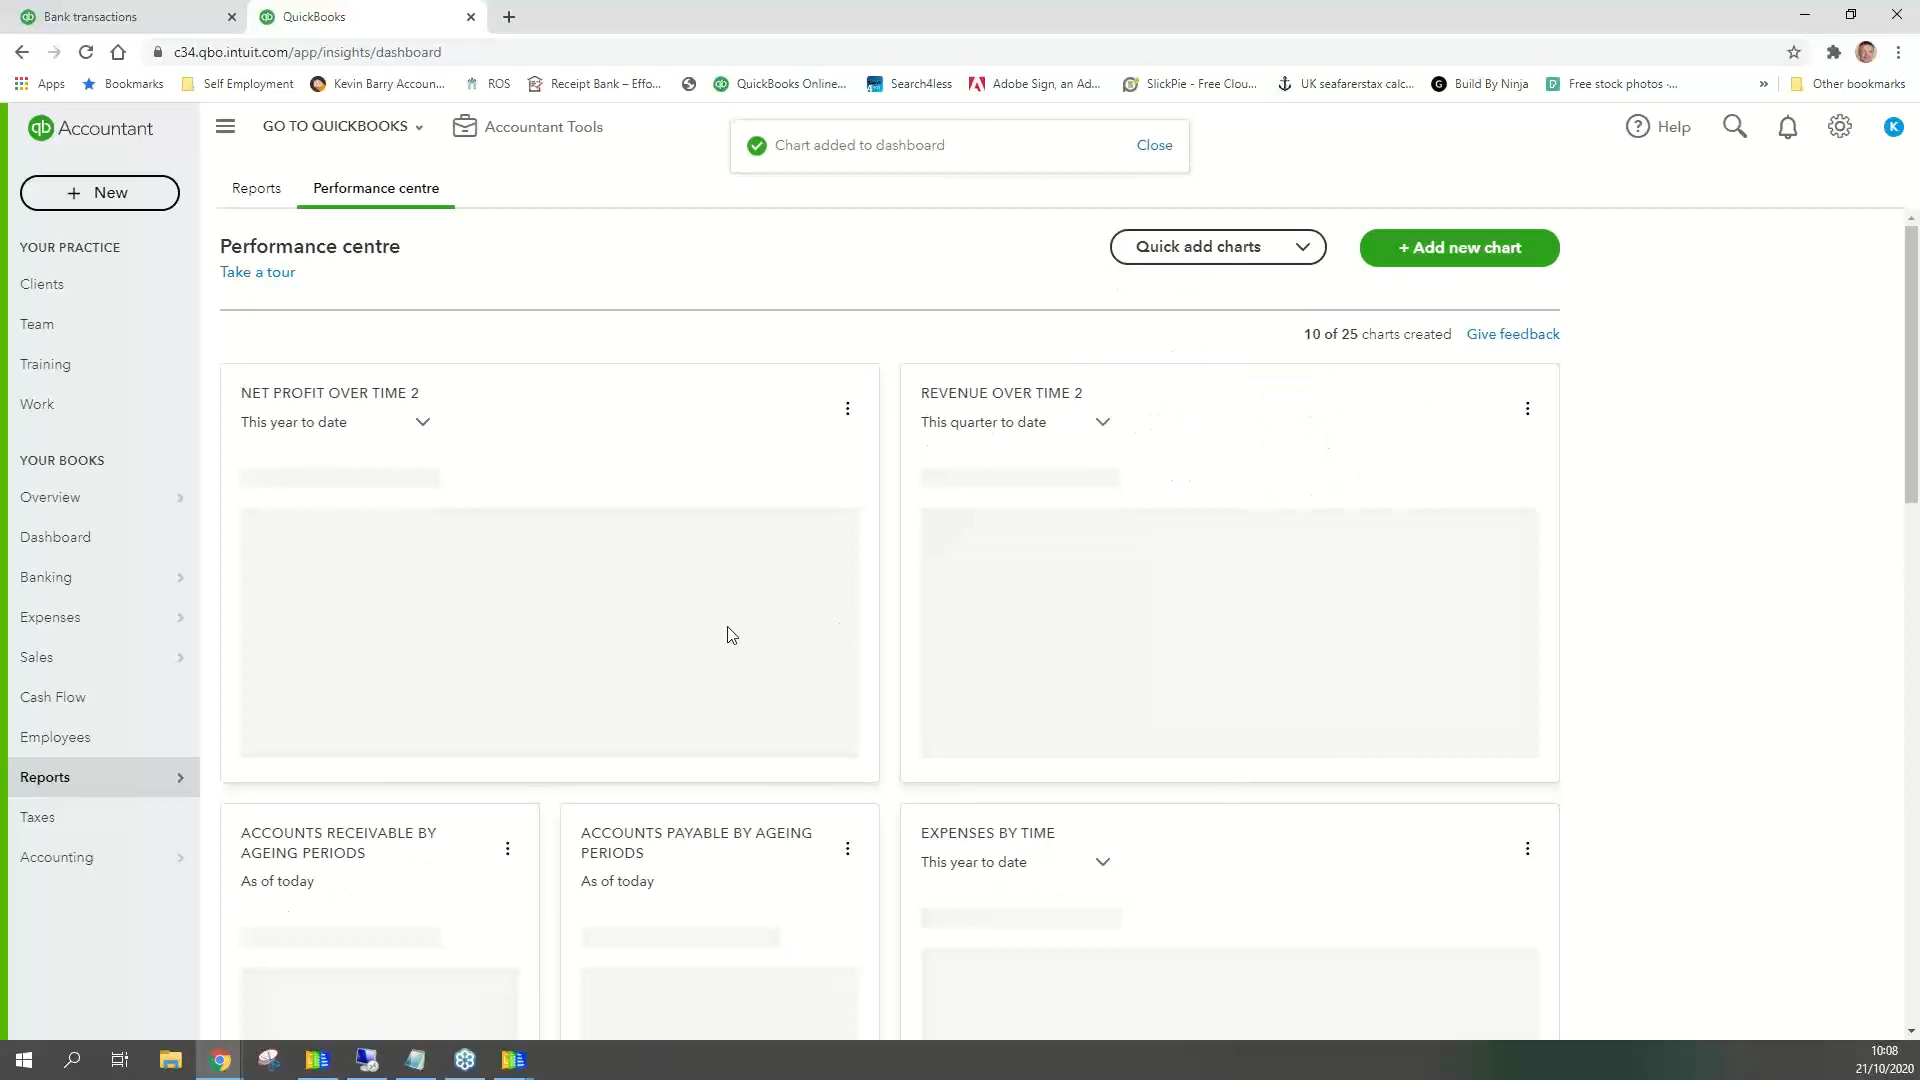 Bank transactions
QuickBooks
c34.qbo.intuit.com/app/insights/dashboard
Apps
Bookmarks
Self Employment
Kevin Barry Accoun...
ROS
Receipt Bank – Effo...
QuickBooks Online...
Search4less
Adobe Sign, an Ad...
SlickPie - Free Clou...
UK seafarerstax calc...
Build By Ninja
Free stock photos -...
»
Other bookmarks
qb Accountant
GO TO QUICKBOOKS
Accountant Tools
Chart added to dashboard
Close
Help
K
+ New
Reports
Performance centre
YOUR PRACTICE
Clients
Team
Training
Work
YOUR BOOKS
Overview
Dashboard
Banking
Expenses
Sales
Cash Flow
Employees
Reports
Taxes
Accounting
Performance centre
Take a tour
Quick add charts
+ Add new chart
10 of 25 charts created
Give feedback
NET PROFIT OVER TIME 2
This year to date
REVENUE OVER TIME 2
This quarter to date
ACCOUNTS RECEIVABLE BY
AGEING PERIODS
As of today
ACCOUNTS PAYABLE BY AGEING
PERIODS
As of today
EXPENSES BY TIME
This year to date
10:08
21/10/2020